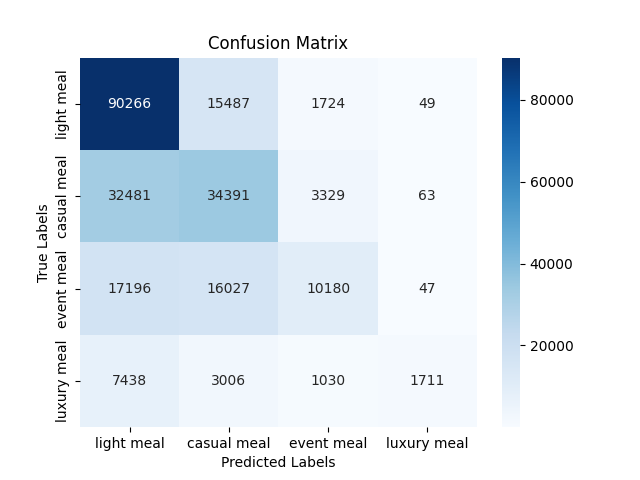 Confusion Matrix
True Labels
light meal 90266 15487 1724 49
casual meal 32481 34391 3329 63
event meal 17196 16027 10180 47
luxury meal 7438 3006 1030 1711
light meal casual meal event meal luxury meal
Predicted Labels
80000
60000
40000
20000